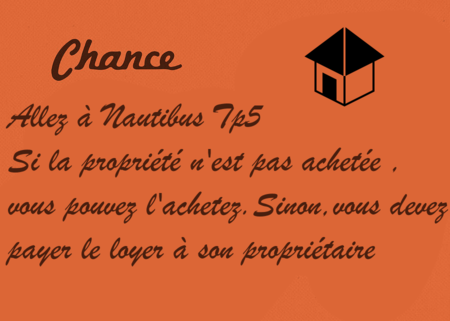 Chance
Allez à Nautibus Tp5
Si la propriété n'est pas achetée ,
vous pouvez l'achetez. Sinon, vous devez
payer le loyer à son propriétaire